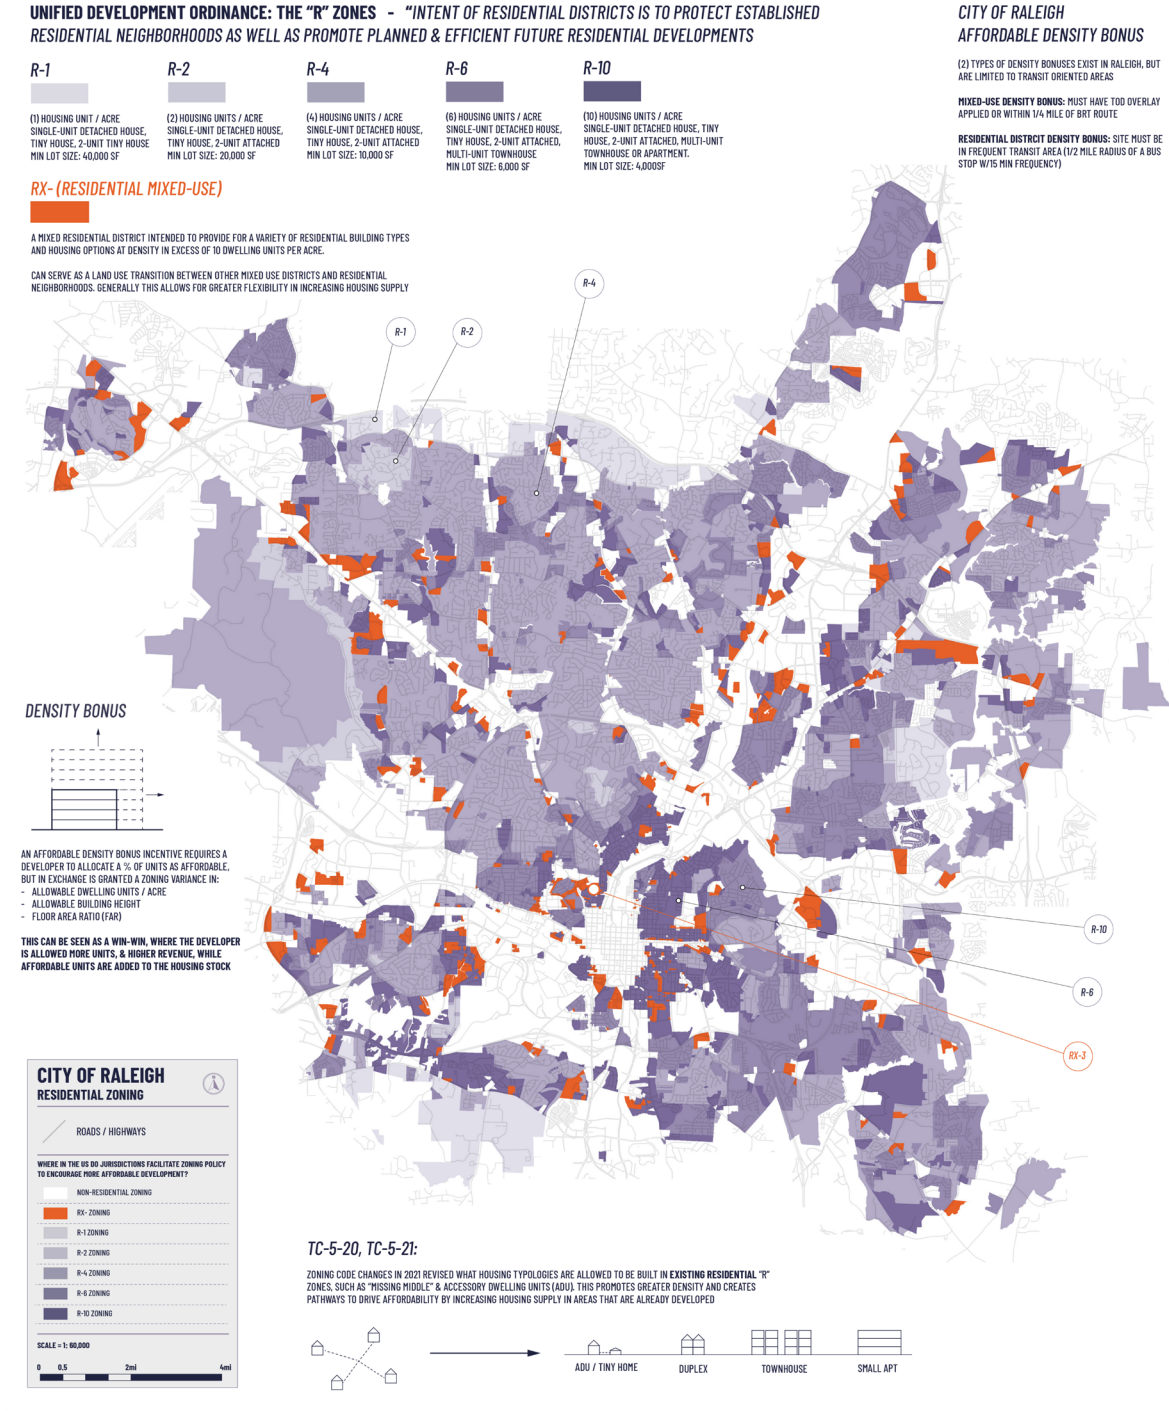 UNIFIED DEVELOPMENT ORDINANCE: THE "R" ZONES - "INTENT OF RESIDENTIAL DISTRICTS IS TO PROTECT ESTABLISHED
RESIDENTIAL NEIGHBORHOODS AS WELL AS PROMOTE PLANNED & EFFICIENT FUTURE RESIDENTIAL DEVELOPMENTS
R-1
(1) HOUSING UNIT / ACRE
SINGLE-UNIT DETACHED HOUSE,
TINY HOUSE, 2-UNIT TINY HOUSE
MIN LOT SIZE: 40,000 SF
R-2
(2) HOUSING UNITS / ACRE
SINGLE-UNIT DETACHED HOUSE,
TINY HOUSE, 2-UNIT ATTACHED
MIN LOT SIZE: 20,000 SF
R-4
(4) HOUSING UNITS / ACRE
SINGLE-UNIT DETACHED HOUSE,
TINY HOUSE, 2-UNIT ATTACHED
MIN LOT SIZE: 10,000 SF
R-6
(6) HOUSING UNITS / ACRE
SINGLE-UNIT DETACHED HOUSE,
TINY HOUSE, 2-UNIT ATTACHED,
MULTI-UNIT TOWNHOUSE
MIN LOT SIZE: 6,000 SF
R-10
(10) HOUSING UNITS / ACRE
SINGLE-UNIT DETACHED HOUSE, TINY
HOUSE, 2-UNIT ATTACHED, MULTI-UNIT
TOWNHOUSE OR APARTMENT.
MIN LOT SIZE: 4,000SF
CITY OF RALEIGH
AFFORDABLE DENSITY BONUS
(2) TYPES OF DENSITY BONUSES EXIST IN RALEIGH, BUT
ARE LIMITED TO TRANSIT ORIENTED AREAS
MIXED-USE DENSITY BONUS: MUST HAVE TOD OVERLAY
APPLIED OR WITHIN 1/4 MILE OF BRT ROUTE
RESIDENTIAL DISTRCIT DENSITY BONUS: SITE MUST BE
IN FREQUENT TRANSIT AREA (1/2 MILE RADIUS OF A BUS
STOP W/15 MIN FREQUENCY)
RX- (RESIDENTIAL MIXED-USE)
A MIXED RESIDENTIAL DISTRICT INTENDED TO PROVIDE FOR A VARIETY OF RESIDENTIAL BUILDING TYPES
AND HOUSING OPTIONS AT DENSITY IN EXCESS OF 10 DWELLING UNITS PER ACRE.
CAN SERVE AS A LAND USE TRANSITION BETWEEN OTHER MIXED USE DISTRICTS AND RESIDENTIAL
NEIGHBORHOODS. GENERALLY THIS ALLOWS FOR GREATER FLEXIBILITY IN INCREASING HOUSING SUPPLY
R-4
R-1
R-2
R-10
R-6
RX-3
DENSITY BONUS
AN AFFORDABLE DENSITY BONUS INCENTIVE REQUIRES A
DEVELOPER TO ALLOCATE A % OF UNITS AS AFFORDABLE,
BUT IN EXCHANGE IS GRANTED A ZONING VARIANCE IN:
- ALLOWABLE DWELLING UNITS / ACRE
- ALLOWABLE BUILDING HEIGHT
- FLOOR AREA RATIO (FAR)
THIS CAN BE SEEN AS A WIN-WIN, WHERE THE DEVELOPER
IS ALLOWED MORE UNITS, & HIGHER REVENUE, WHILE
AFFORDABLE UNITS ARE ADDED TO THE HOUSING STOCK
CITY OF RALEIGH
RESIDENTIAL ZONING
ROADS / HIGHWAYS
WHERE IN THE US DO JURISDICTIONS FACILITATE ZONING POLICY
TO ENCOURAGE MORE AFFORDABLE DEVELOPMENT?
NON-RESIDENTIAL ZONING
RX- ZONING
R-1 ZONING
R-2 ZONING
R-4 ZONING
R-6 ZONING
R-10 ZONING
SCALE = 1: 60,000
0 0.5 2mi 4mi
TC-5-20, TC-5-21:
ZONING CODE CHANGES IN 2021 REVISED WHAT HOUSING TYPOLOGIES ARE ALLOWED TO BE BUILT IN EXISTING RESIDENTIAL "R"
ZONES, SUCH AS "MISSING MIDDLE" & ACCESSORY DWELLING UNITS (ADU). THIS PROMOTES GREATER DENSITY AND CREATES
PATHWAYS TO DRIVE AFFORDABILITY BY INCREASING HOUSING SUPPLY IN AREAS THAT ARE ALREADY DEVELOPED
ADU / TINY HOME
DUPLEX
TOWNHOUSE
SMALL APT